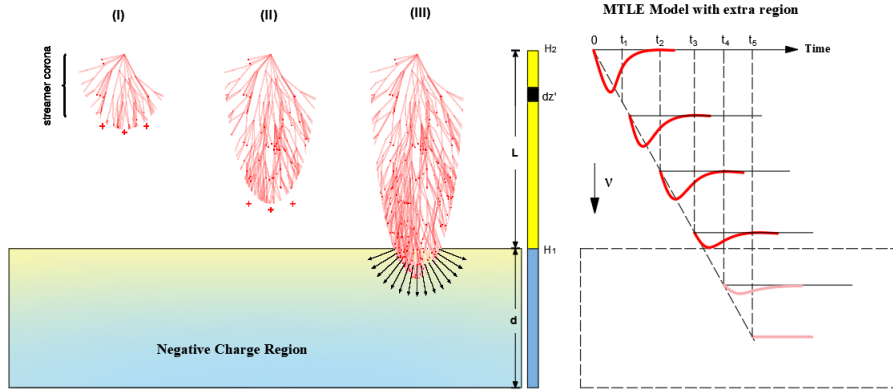 (I)
(II)
(III)
MTLE Model with extra region
streamer corona
+ + +
+ + +
H₂
dz'
L
H₁
d
Negative Charge Region
0 t₁ t₂ t₃ t₄ t₅
Time
v